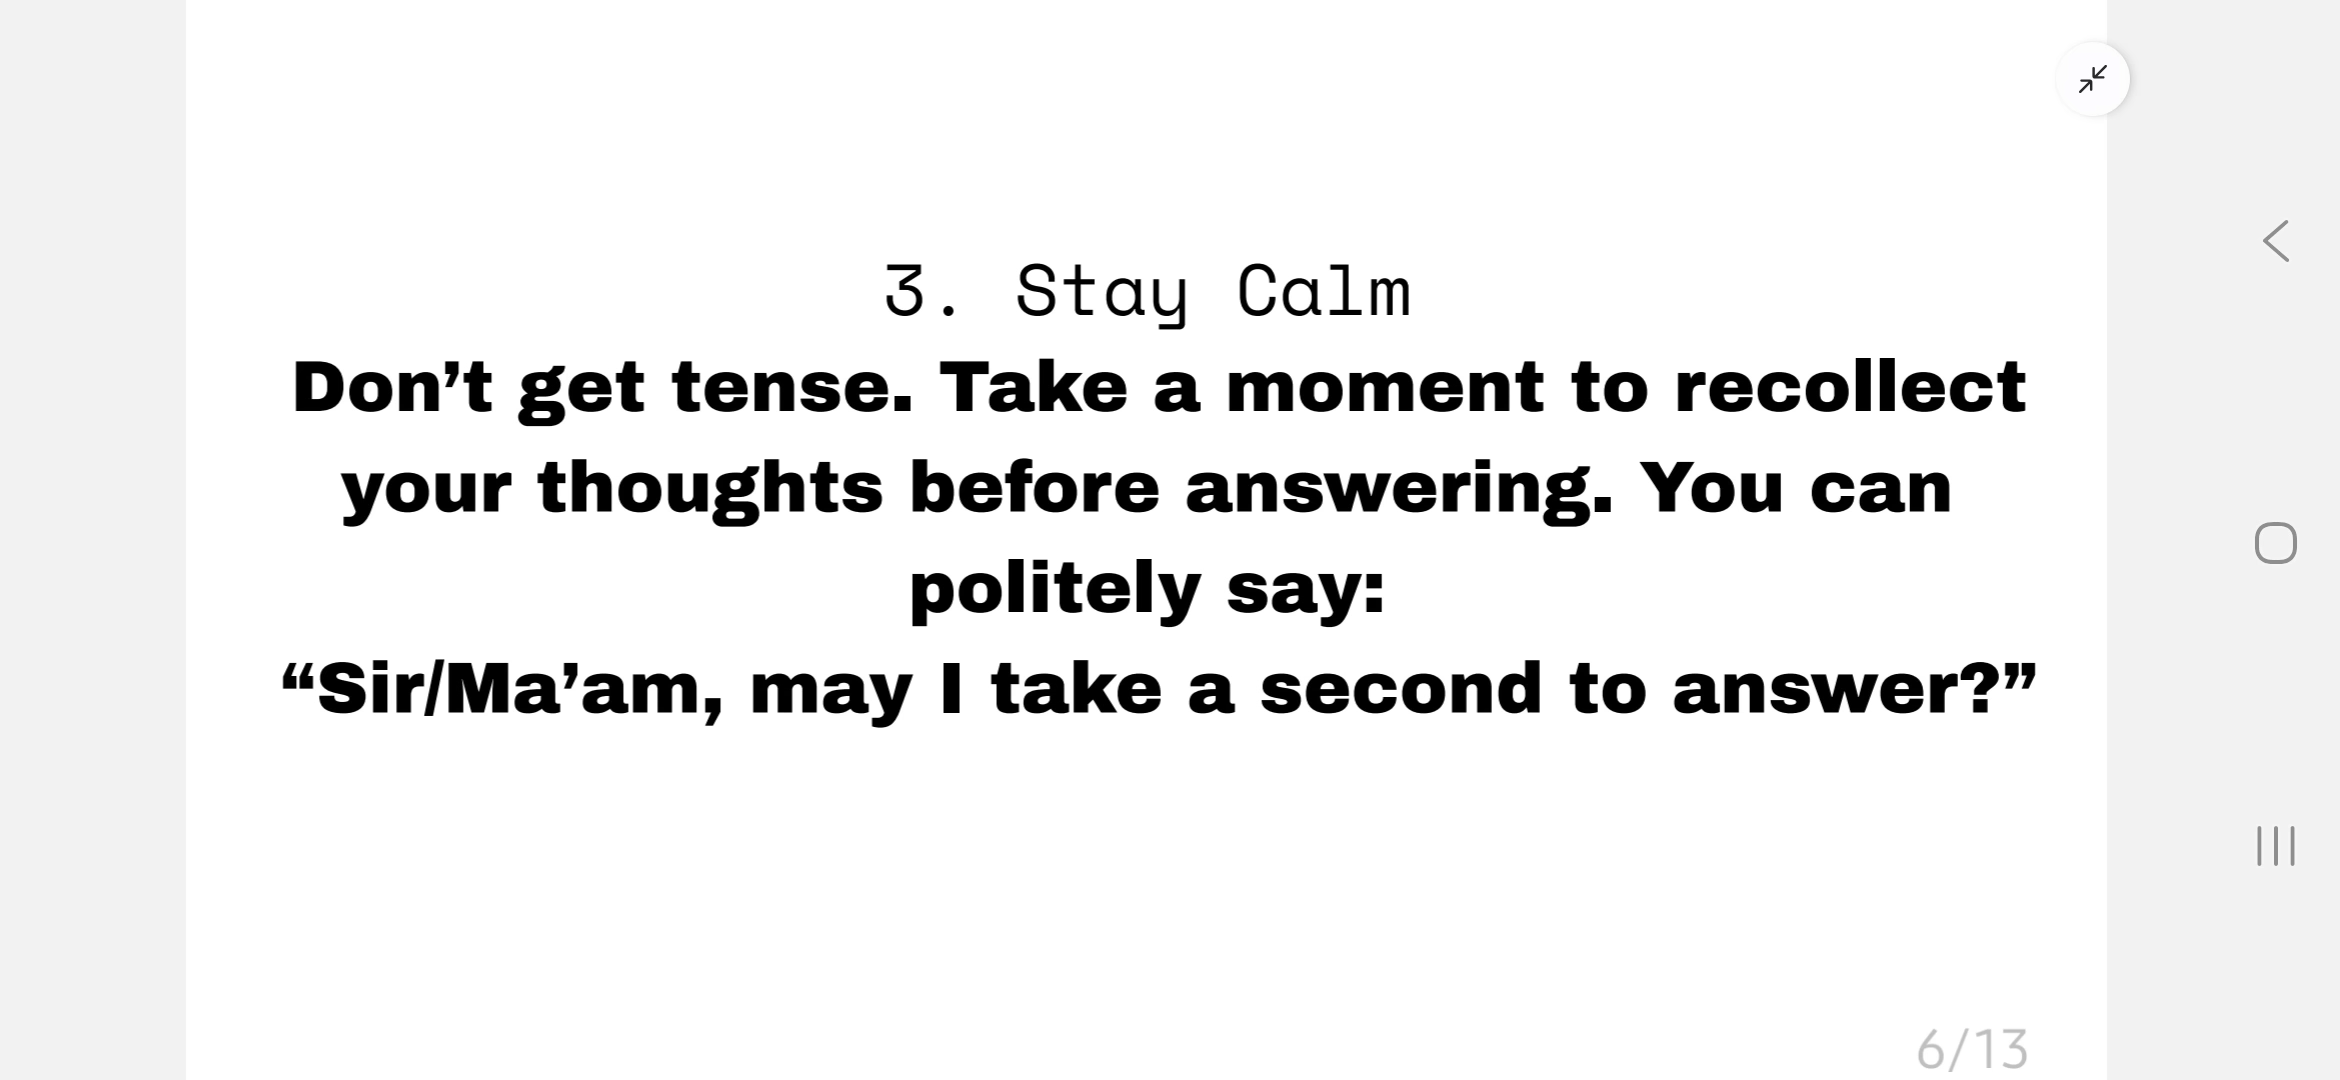 3. Stay Calm
Don’t get tense. Take a moment to recollect
your thoughts before answering. You can
politely say:
“Sir/Ma’am, may I take a second to answer?”
6/13